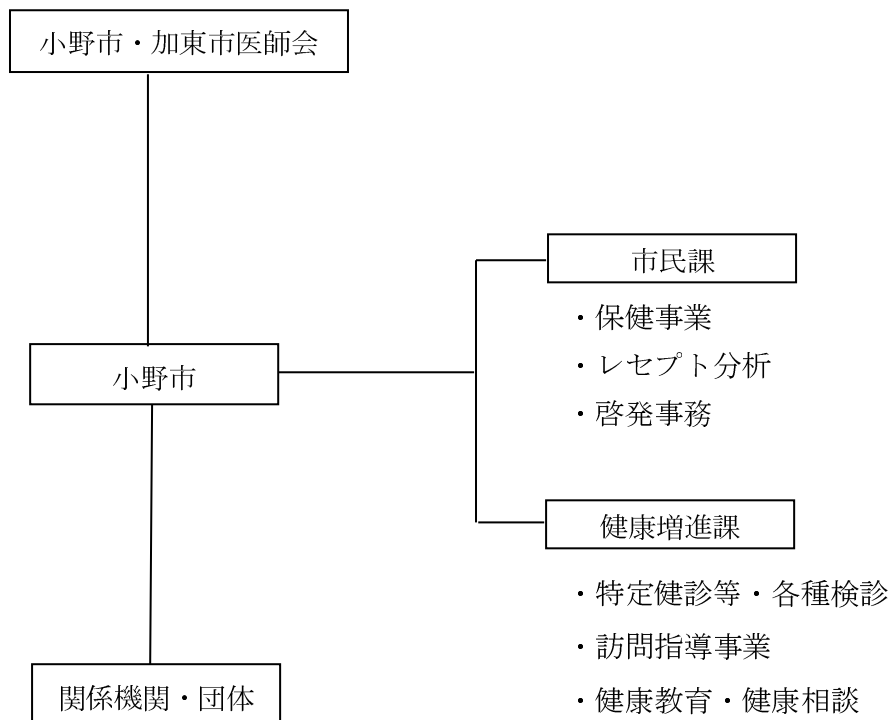 小野市・加東市医師会
市民課
・保健事業
・レセプト分析
小野市
・啓発事務
健康増進課
・特定健診等・各種検診
・訪問指導事業
関係機関・団体
・健康教育・健康相談